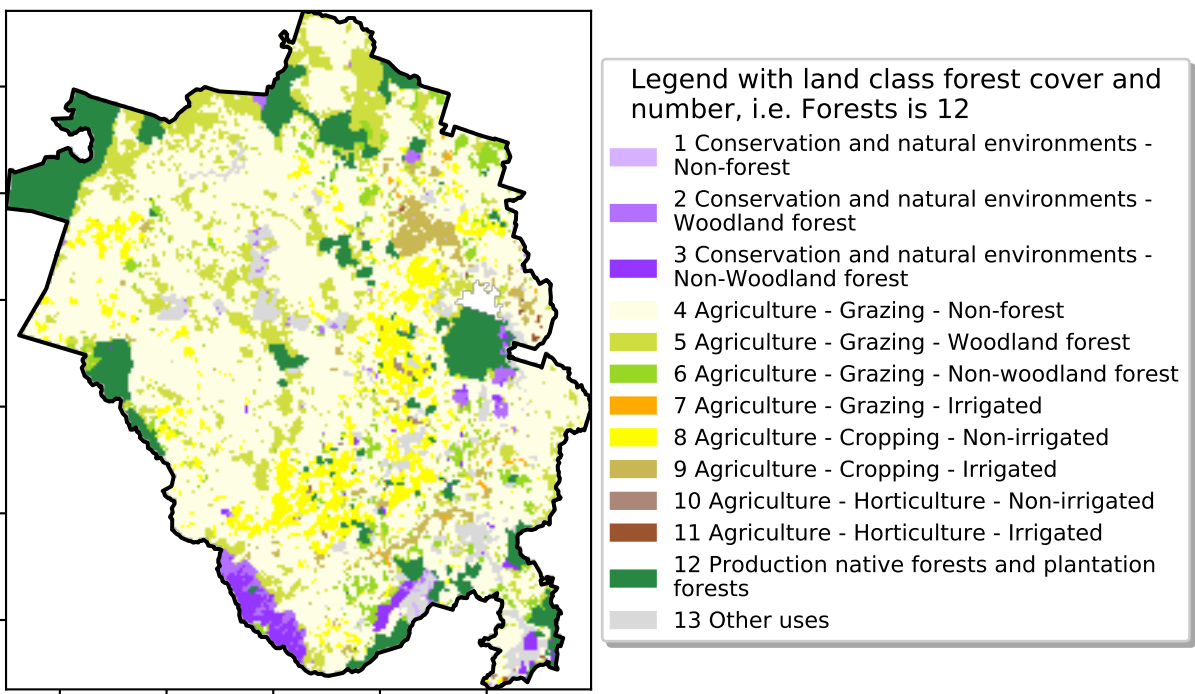 Legend with land class forest cover and
number, i.e. Forests is 12
1 Conservation and natural environments -
Non-forest
2 Conservation and natural environments -
Woodland forest
3 Conservation and natural environments -
Non-Woodland forest
4 Agriculture - Grazing - Non-forest
5 Agriculture - Grazing - Woodland forest
6 Agriculture - Grazing - Non-woodland forest
7 Agriculture - Grazing - Irrigated
8 Agriculture - Cropping - Non-irrigated
9 Agriculture - Cropping - Irrigated
10 Agriculture - Horticulture - Non-irrigated
11 Agriculture - Horticulture - Irrigated
12 Production native forests and plantation
forests
13 Other uses